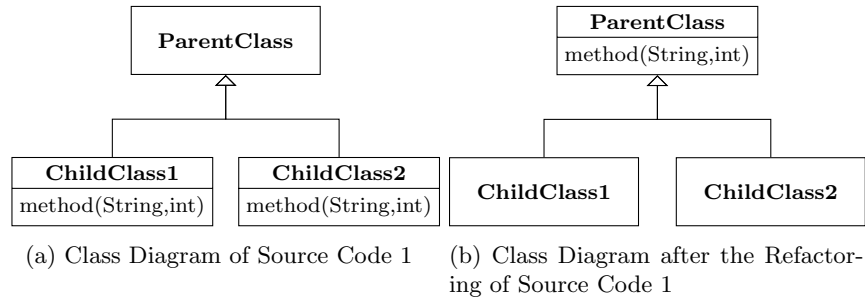 ParentClass
ChildClass1
method(String,int)
ChildClass2
method(String,int)
(a) Class Diagram of Source Code 1
ParentClass
method(String,int)
ChildClass1
ChildClass2
(b) Class Diagram after the Refactor-
ing of Source Code 1